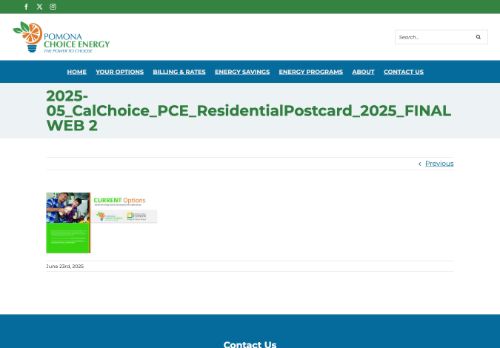 POMONA
CHOICE ENERGY
THE POWER TO CHOOSE
Search...
HOME YOUR OPTIONS BILLING & RATES ENERGY SAVINGS ENERGY PROGRAMS ABOUT CONTACT US
2025-
05_CalChoice_PCE_ResidentialPostcard_2025_FINAL
WEB 2
Previous
CURRENT Options
June 23rd, 2025
Contact Us